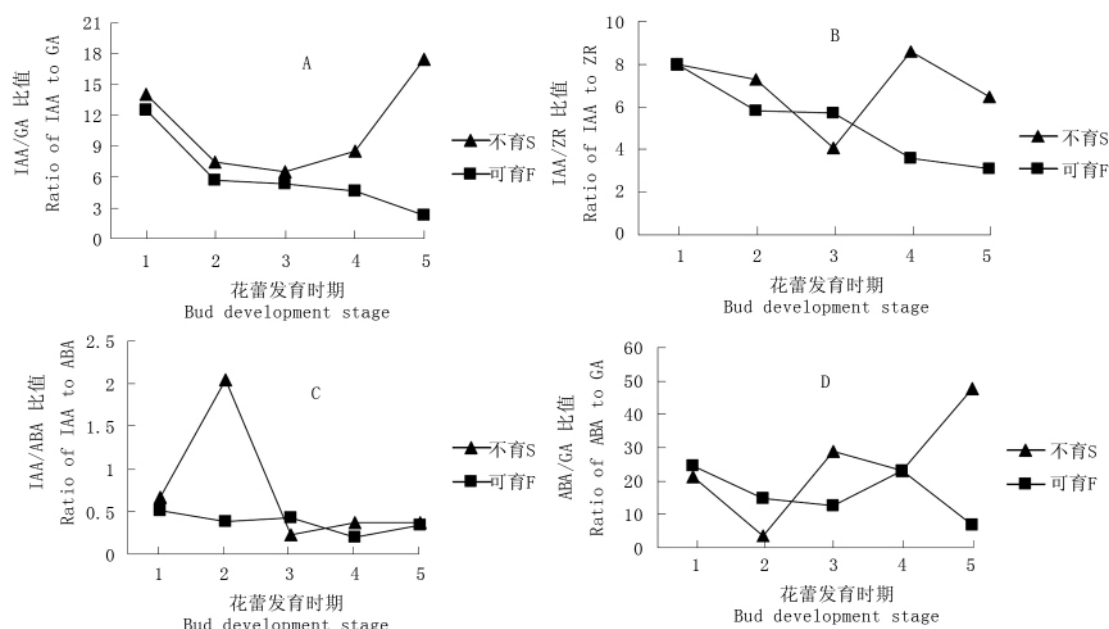 A
IAA/GA 比值
Ratio of IAA to GA
21
18
15
12
9
6
3
0
1 2 3 4 5
花蕾发育时期
Bud development stage
不育S
可育F
B
IAA/ZR 比值
Ratio of IAA to ZR
10
8
6
4
2
0
1 2 3 4 5
花蕾发育时期
Bud development stage
不育S
可育F
C
IAA/ABA 比值
Ratio of IAA to ABA
2.5
2
1.5
1
0.5
0
1 2 3 4 5
花蕾发育时期
Bud development stage
不育S
可育F
D
ABA/GA 比值
Ratio of ABA to GA
60
50
40
30
20
10
0
1 2 3 4 5
花蕾发育时期
Bud development stage
不育S
可育F